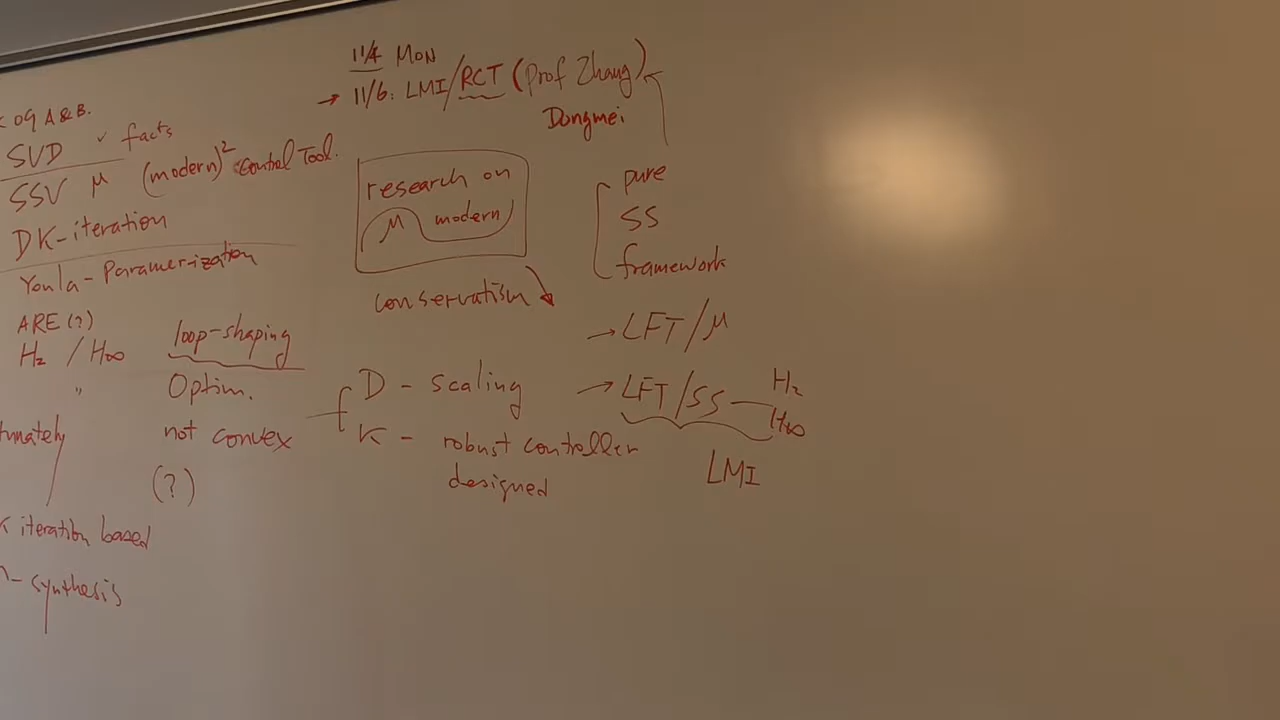 09 A & B.
SVD ✓ facts
SSV μ (modern)² control Tool.
DK-iteration
Youla-Paramerization
ARE (?)
H₂ / H∞ loop-shaping
" Optim.
not convex
(?)
iteration based
synthesis
11/4 MON
→ 11/6: LMI/RCT (Prof Zhang)
Dongmei
research on
μ modern
conservatism
D - scaling
K - robust controller
designed
pure
SS
framework
→ LFT/μ
→ LFT/SS — H₂
H∞
LMI